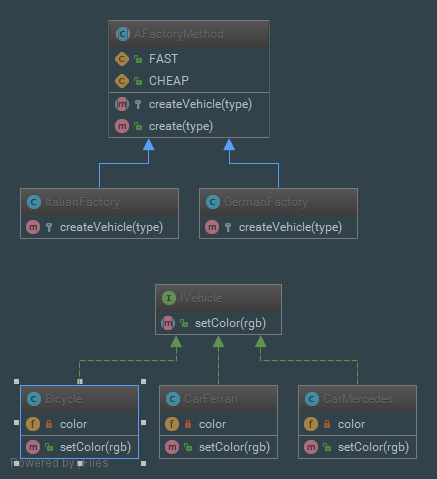 AFactoryMethod
FAST
CHEAP
createVehicle(type)
create(type)
ItalianFactory
createVehicle(type)
GermanFactory
createVehicle(type)
IVehicle
setColor(rgb)
Bicycle
color
setColor(rgb)
CarFerrari
color
setColor(rgb)
CarMercedes
color
setColor(rgb)
Powered by yFiles